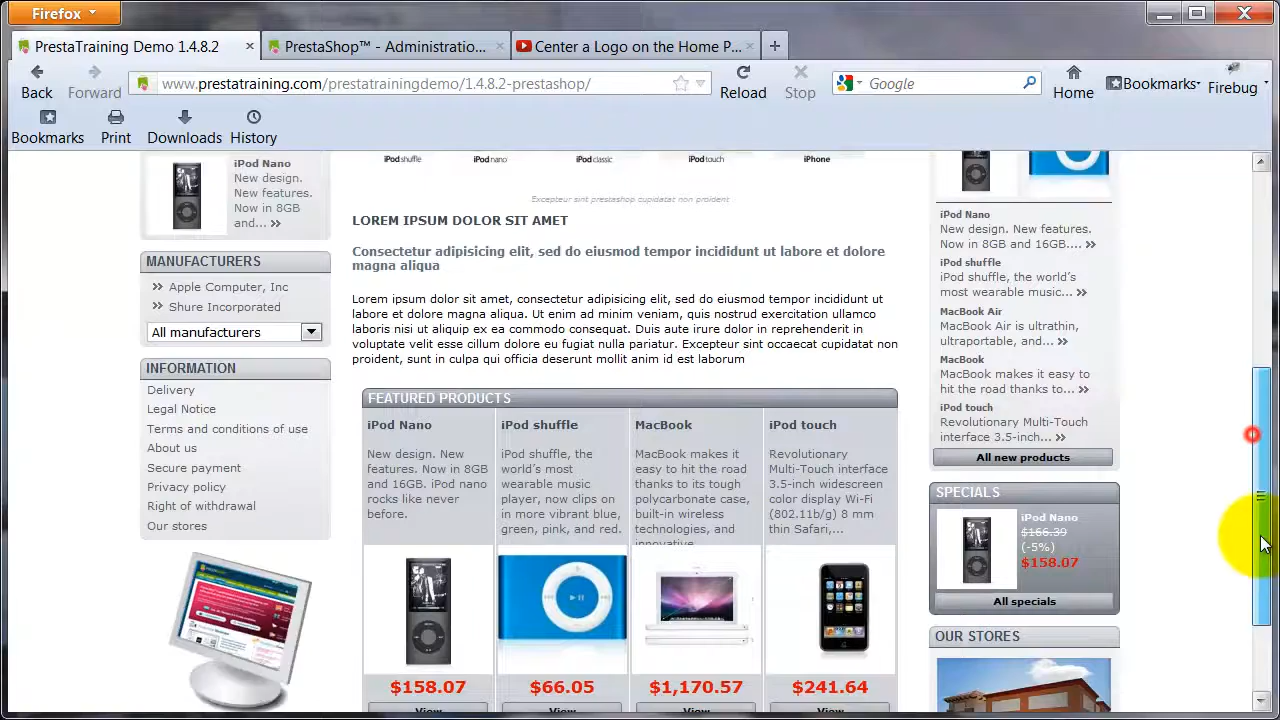 Firefox
PrestaTraining Demo 1.4.8.2
PrestaShop™ - Administratio...
Center a Logo on the Home P...
Back
Forward
www.prestatraining.com/prestatrainingdemo/1.4.8.2-prestashop/
Reload
Stop
Google
Home
Bookmarks
Firebug
Bookmarks
Print
Downloads
History
iPod Nano
New design.
New features.
Now in 8GB
and...
MANUFACTURERS
Apple Computer, Inc
Shure Incorporated
All manufacturers
INFORMATION
Delivery
Legal Notice
Terms and conditions of use
About us
Secure payment
Privacy policy
Right of withdrawal
Our stores
iPod shuffle
iPod nano
iPod classic
iPod touch
iPhone
Excepteur sint prestashop cupidatat non proident
LOREM IPSUM DOLOR SIT AMET
Consectetur adipisicing elit, sed do eiusmod tempor incididunt ut labore et dolore
magna aliqua
Lorem ipsum dolor sit amet, consectetur adipisicing elit, sed do eiusmod tempor incididunt ut
labore et dolore magna aliqua. Ut enim ad minim veniam, quis nostrud exercitation ullamco
laboris nisi ut aliquip ex ea commodo consequat. Duis aute irure dolor in reprehenderit in
voluptate velit esse cillum dolore eu fugiat nulla pariatur. Excepteur sint occaecat cupidatat non
proident, sunt in culpa qui officia deserunt mollit anim id est laborum
FEATURED PRODUCTS
iPod Nano
New design. New
features. Now in 8GB
and 16GB. iPod nano
rocks like never
before.
$158.07
View
iPod shuffle
iPod shuffle, the
world's most
wearable music
player, now clips on
in more vibrant blue,
green, pink, and red.
$66.05
View
MacBook
MacBook makes it
easy to hit the road
thanks to its tough
polycarbonate case,
built-in wireless
technologies, and
innovative
$1,170.57
View
iPod touch
Revolutionary
Multi-Touch interface
3.5-inch widescreen
color display Wi-Fi
(802.11b/g) 8 mm
thin Safari,...
$241.64
View
iPod Nano
New design. New features.
Now in 8GB and 16GB....
iPod shuffle
iPod shuffle, the world's
most wearable music...
MacBook Air
MacBook Air is ultrathin,
ultraportable, and...
MacBook
MacBook makes it easy to
hit the road thanks to...
iPod touch
Revolutionary Multi-Touch
interface 3.5-inch...
All new products
SPECIALS
iPod Nano
$166.39
(-5%)
$158.07
All specials
OUR STORES